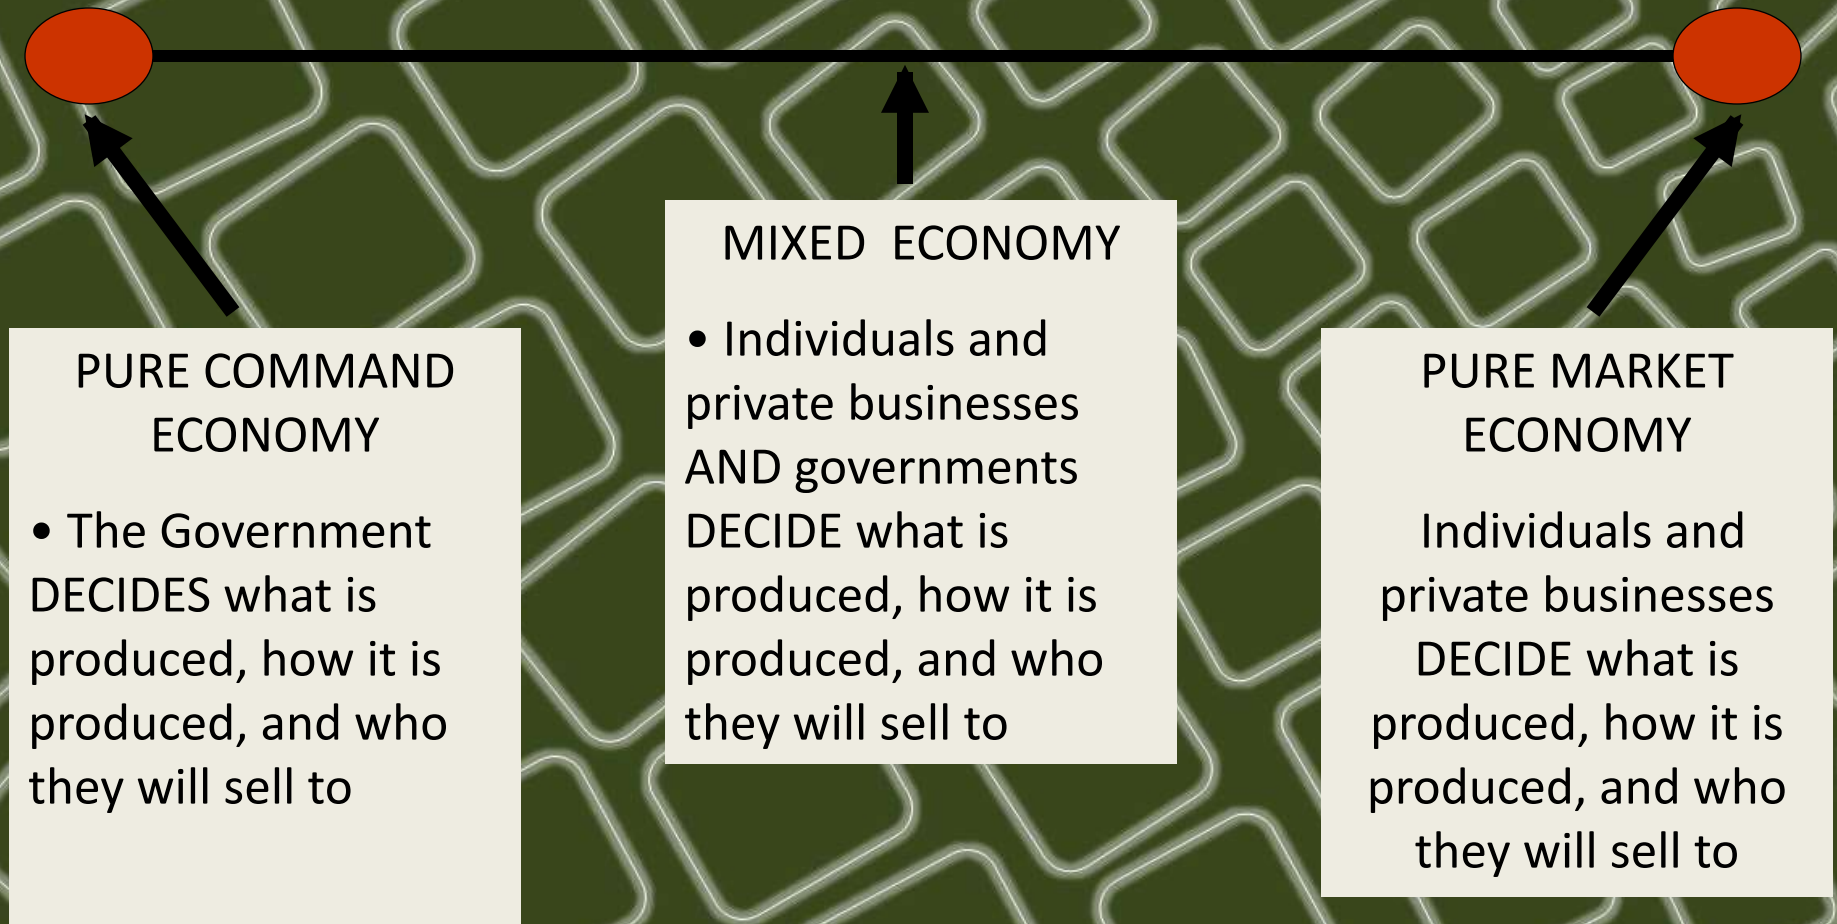 PURE COMMAND
ECONOMY
• The Government
DECIDES what is
produced, how it is
produced, and who
they will sell to
MIXED  ECONOMY
• Individuals and
private businesses
AND governments
DECIDE what is
produced, how it is
produced, and who
they will sell to
PURE MARKET
ECONOMY
Individuals and
private businesses
DECIDE what is
produced, how it is
produced, and who
they will sell to